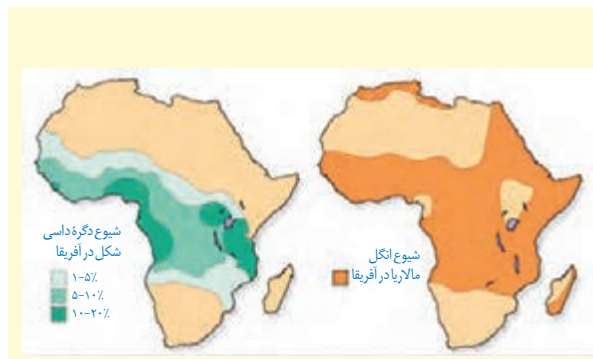 شیوع دگرهٔ داسی
شکل در آفریقا
۱-۵٪
۵-۱۰٪
۱۰-۲۰٪
شیوع انگل
مالاریا در آفریقا